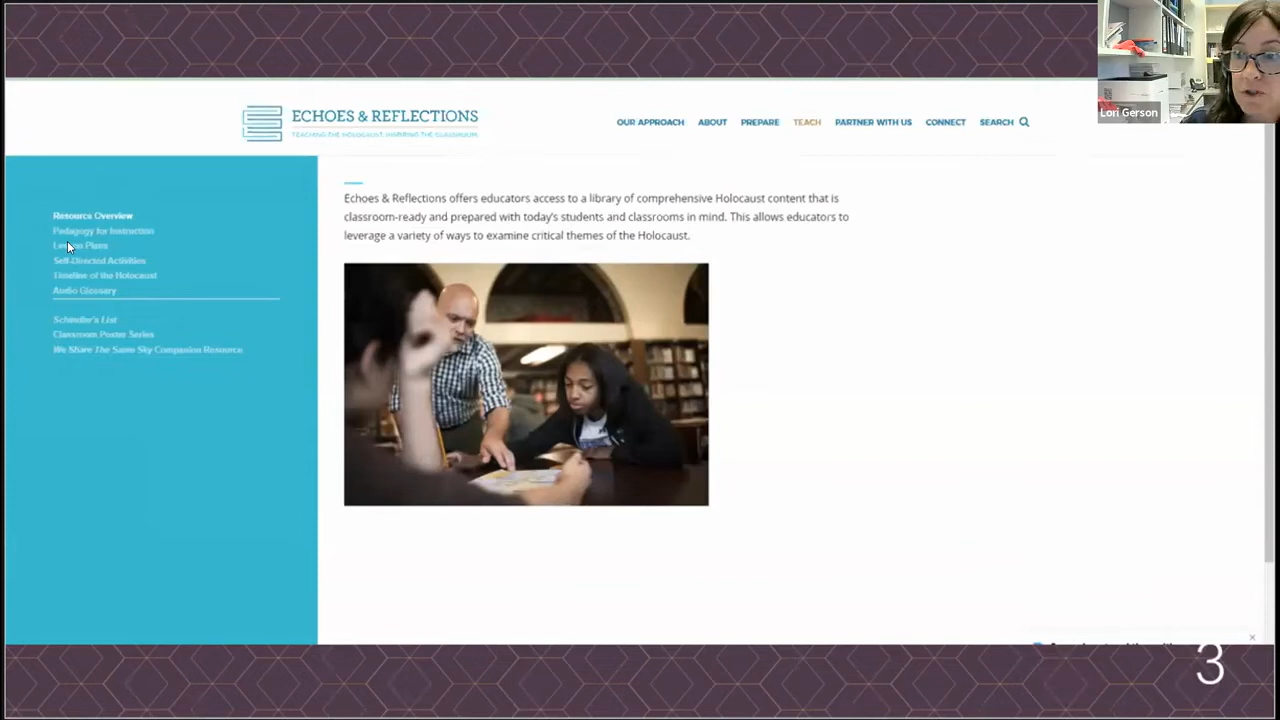 Lori Gerson
ECHOES & REFLECTIONS
TEACHING THE HOLOCAUST. INSPIRING THE CLASSROOM.
OUR APPROACH ABOUT PREPARE TEACH PARTNER WITH US CONNECT SEARCH
Resource Overview
Pedagogy for Instruction
Lesson Plans
Self-Directed Activities
Timeline of the Holocaust
Audio Glossary
Schindler's List
Classroom Poster Series
We Share The Same Sky Companion Resource
Echoes & Reflections offers educators access to a library of comprehensive Holocaust content that is
classroom-ready and prepared with today's students and classrooms in mind. This allows educators to
leverage a variety of ways to examine critical themes of the Holocaust.
3